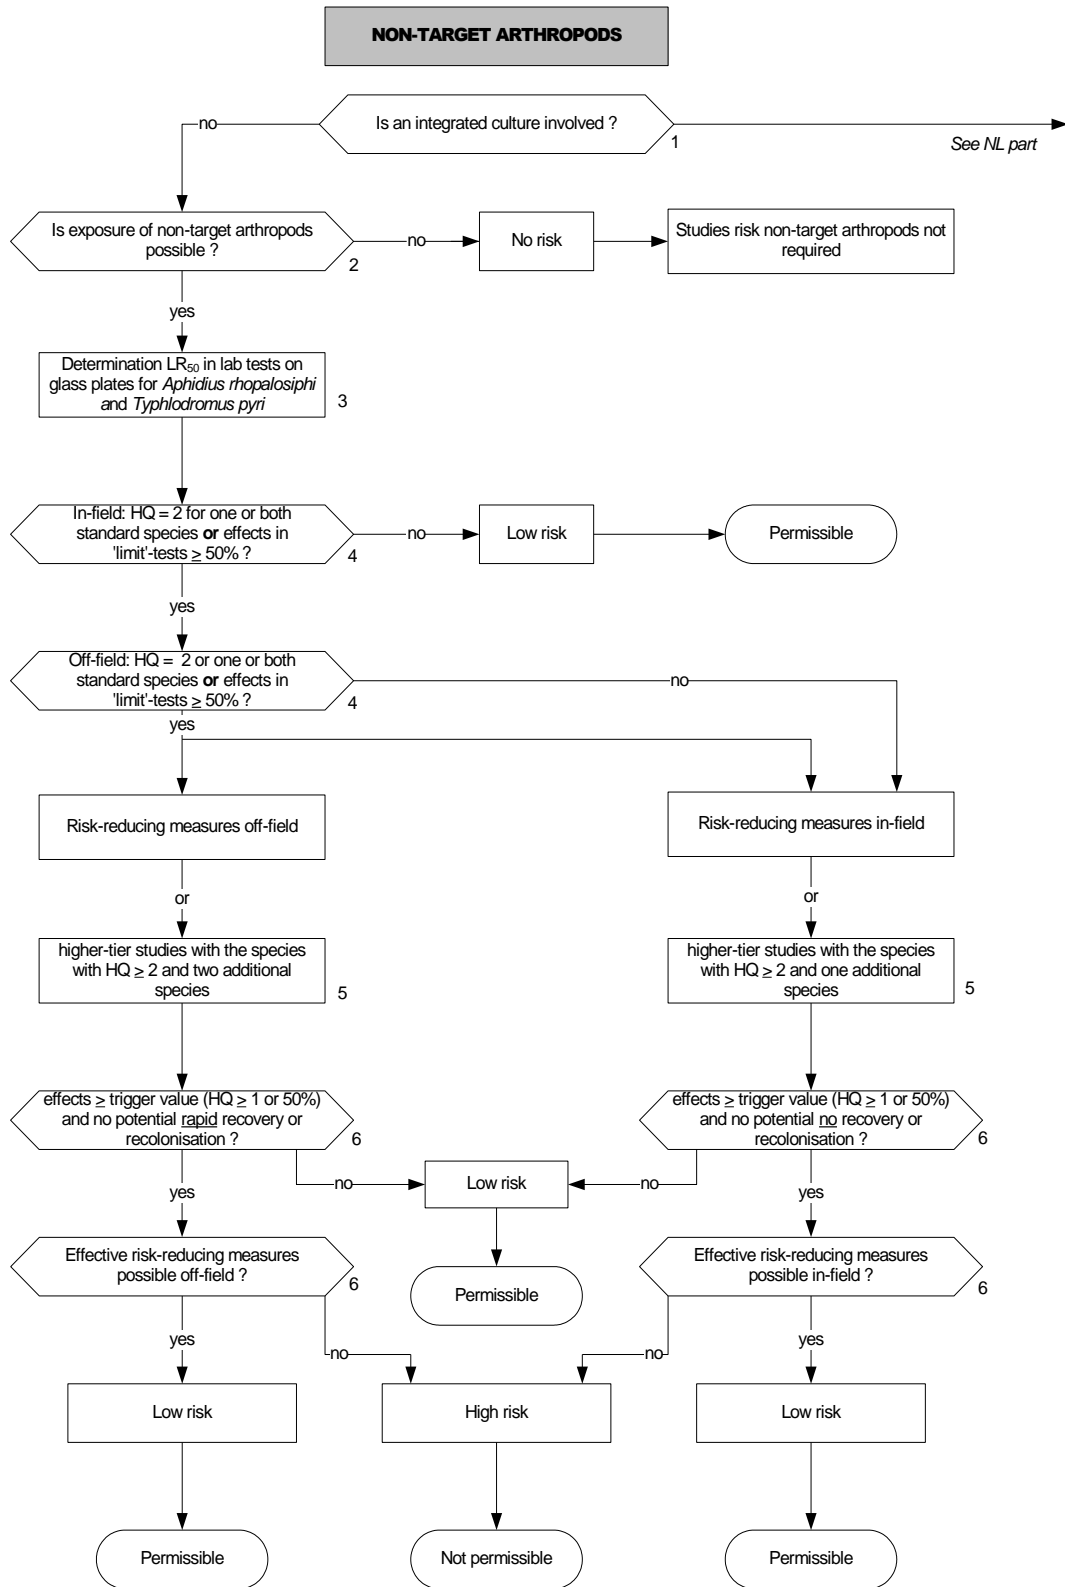 NON-TARGET ARTHROPODS
Is an integrated culture involved ?
no
1
See NL part
Is exposure of non-target arthropods
possible ?
2
no
No risk
Studies risk non-target arthropods not
required
yes
Determination LR50 in lab tests on
glass plates for Aphidius rhopalosiphi
and Typhlodromus pyri
3
In-field: HQ = 2 for one or both
standard species or effects in
'limit'-tests ≥ 50% ?
4
no
Low risk
Permissible
yes
Off-field: HQ = 2 or one or both
standard species or effects in
'limit'-tests ≥ 50% ?
4
no
yes
Risk-reducing measures off-field
Risk-reducing measures in-field
or
or
higher-tier studies with the species
with HQ ≥ 2 and two additional
species
5
higher-tier studies with the species
with HQ ≥ 2 and one additional
species
5
effects ≥ trigger value (HQ ≥ 1 or 50%)
and no potential rapid recovery or
recolonisation ?
6
effects ≥ trigger value (HQ ≥ 1 or 50%)
and no potential no recovery or
recolonisation ?
6
no
Low risk
no
yes
yes
Effective risk-reducing measures
possible off-field ?
6
Permissible
Effective risk-reducing measures
possible in-field ?
6
yes
no
no
yes
Low risk
High risk
Low risk
Permissible
Not permissible
Permissible